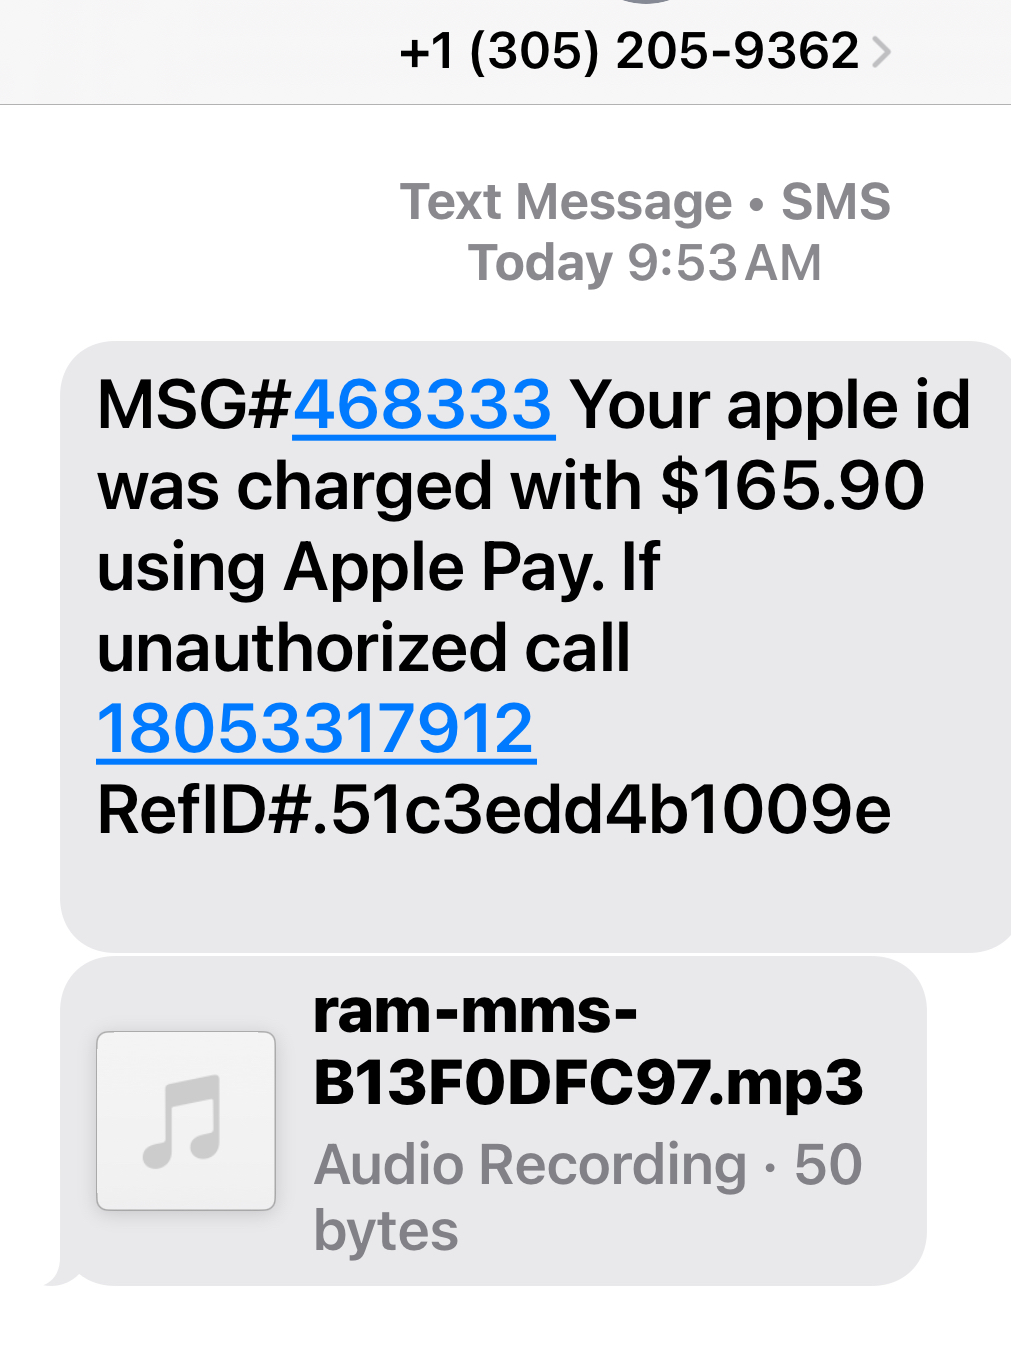 +1 (305) 205-9362
Text Message • SMS
Today 9:53 AM
MSG#468333 Your apple id
was charged with $165.90
using Apple Pay. If
unauthorized call
18053317912
RefID#.51c3edd4b1009e
ram-mms-
B13F0DFC97.mp3
Audio Recording · 50
bytes